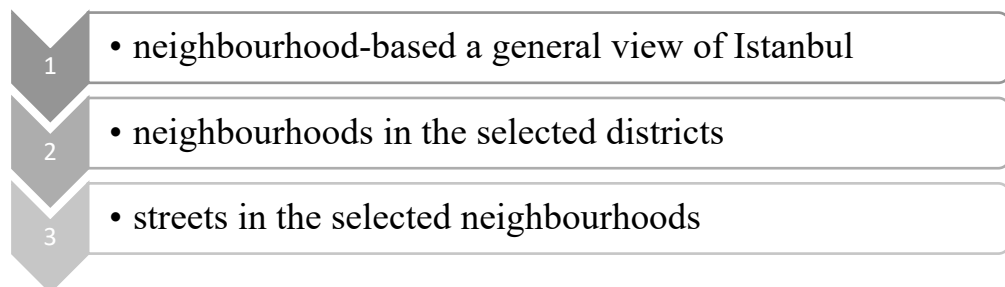 1
• neighbourhood-based a general view of Istanbul
2
• neighbourhoods in the selected districts
3
• streets in the selected neighbourhoods